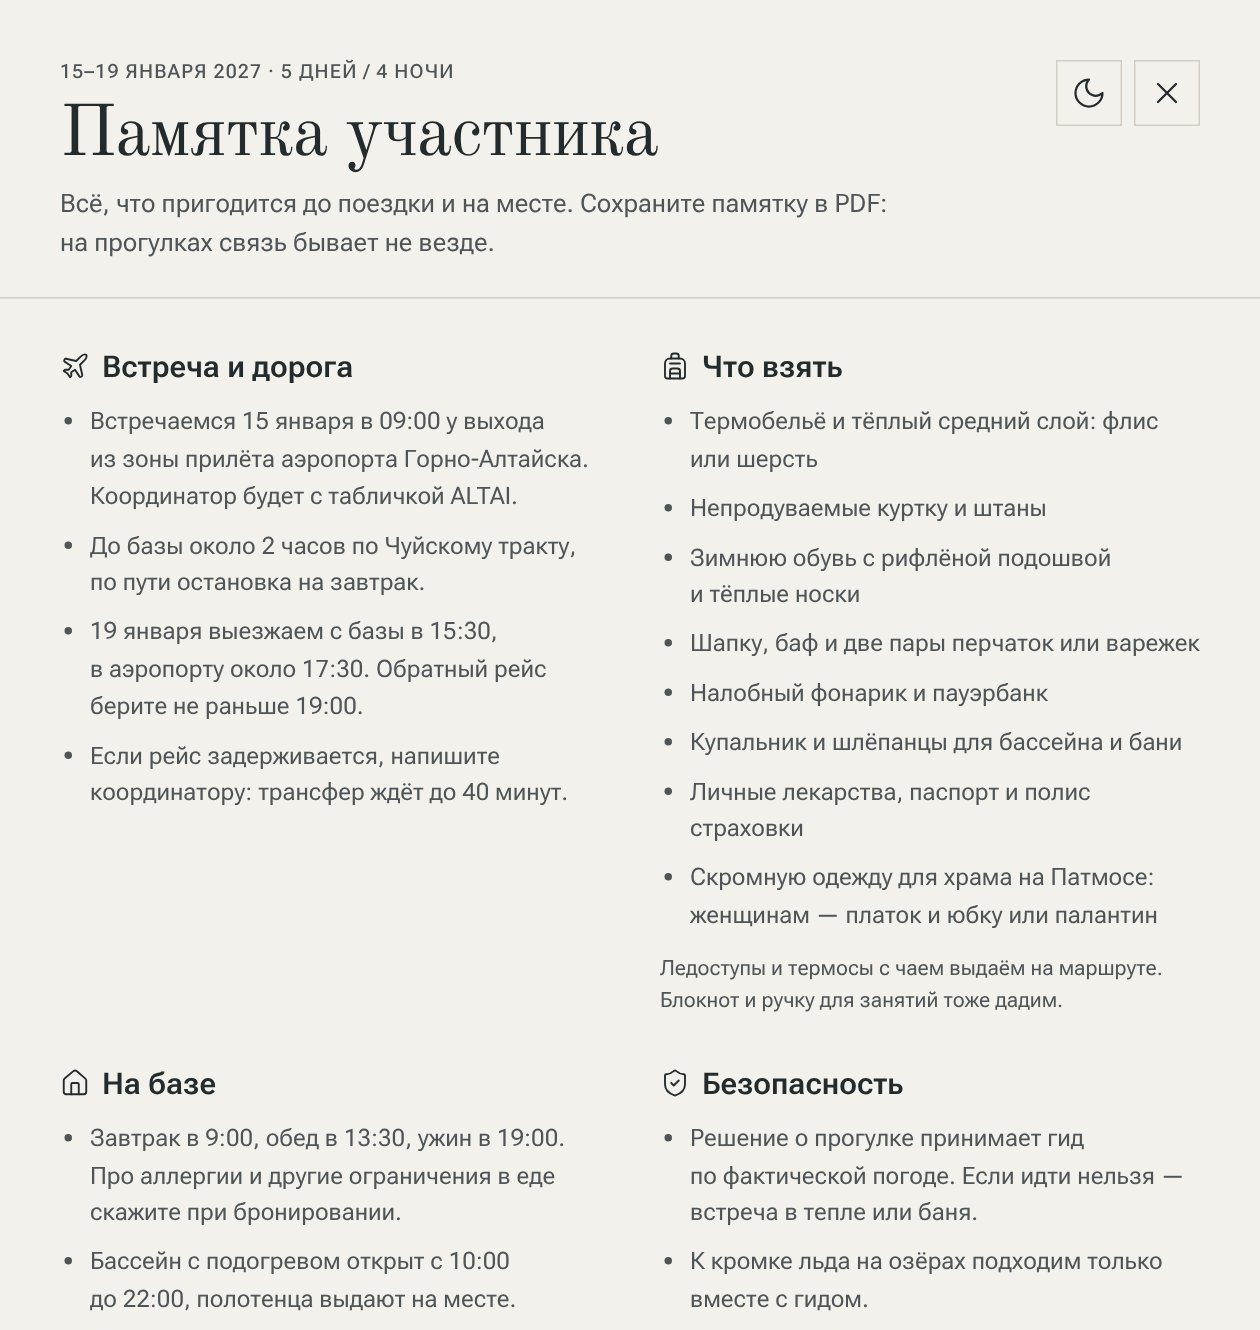 15–19 ЯНВАРЯ 2027 · 5 ДНЕЙ / 4 НОЧИ
Памятка участника
Всё, что пригодится до поездки и на месте. Сохраните памятку в PDF:
на прогулках связь бывает не везде.
Встреча и дорога
• Встречаемся 15 января в 09:00 у выхода
из зоны прилёта аэропорта Горно-Алтайска.
Координатор будет с табличкой ALTAI.
• До базы около 2 часов по Чуйскому тракту,
по пути остановка на завтрак.
• 19 января выезжаем с базы в 15:30,
в аэропорту около 17:30. Обратный рейс
берите не раньше 19:00.
• Если рейс задерживается, напишите
координатору: трансфер ждёт до 40 минут.
Что взять
• Термобельё и тёплый средний слой: флис
или шерсть
• Непродуваемые куртку и штаны
• Зимнюю обувь с рифлёной подошвой
и тёплые носки
• Шапку, баф и две пары перчаток или варежек
• Налобный фонарик и пауэрбанк
• Купальник и шлёпанцы для бассейна и бани
• Личные лекарства, паспорт и полис
страховки
• Скромную одежду для храма на Патмосе:
женщинам — платок и юбку или палантин
Ледоступы и термосы с чаем выдаём на маршруте.
Блокнот и ручку для занятий тоже дадим.
На базе
• Завтрак в 9:00, обед в 13:30, ужин в 19:00.
Про аллергии и другие ограничения в еде
скажите при бронировании.
• Бассейн с подогревом открыт с 10:00
до 22:00, полотенца выдают на месте.
Безопасность
• Решение о прогулке принимает гид
по фактической погоде. Если идти нельзя —
встреча в тепле или баня.
• К кромке льда на озёрах подходим только
вместе с гидом.